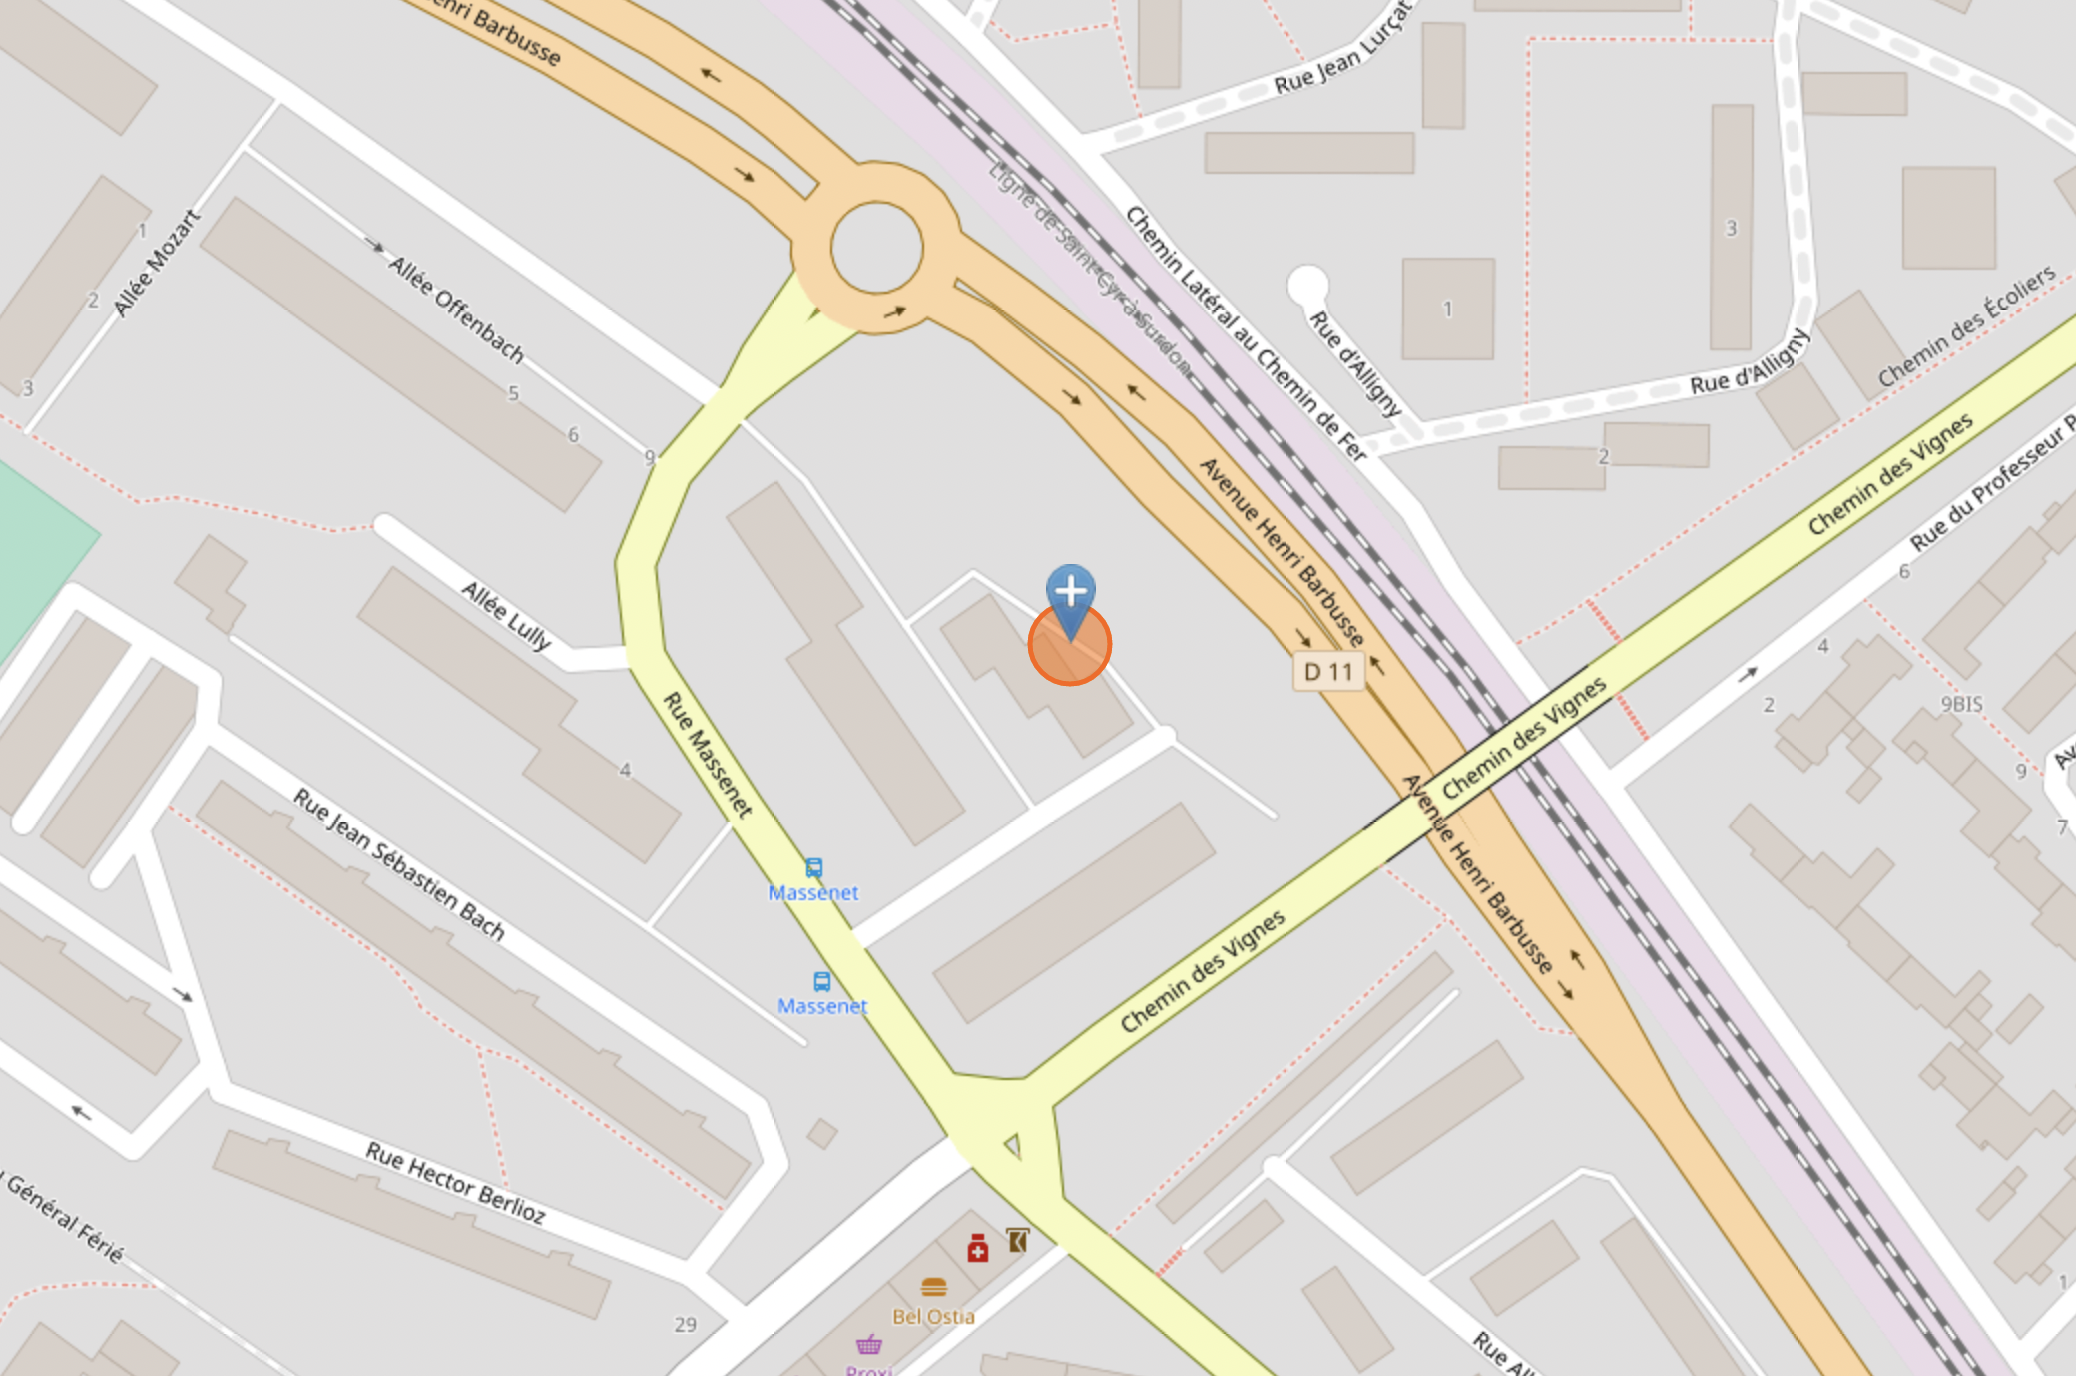 Henri Barbusse
Rue Jean Lurçat
Ligne de Saint-Cyr à Surdon
Chemin Latéral au Chemin de Fer
1
Allée Mozart
2
3
Allée Offenbach
5
6
9
3
1
Rue d'Alligny
Rue d'Alligny
2
Chemin des Écoliers
Chemin des Vignes
Rue du Professeur P
6
4
2
9BIS
9
7
Avenue Henri Barbusse
D 11
Allée Lully
Rue Massenet
4
Chemin des Vignes
Avenue Henri Barbusse
Rue Jean Sébastien Bach
Massenet
Massenet
Chemin des Vignes
Rue Hector Berlioz
Général Férié
29
Bel Ostia
Proxi
Rue
1